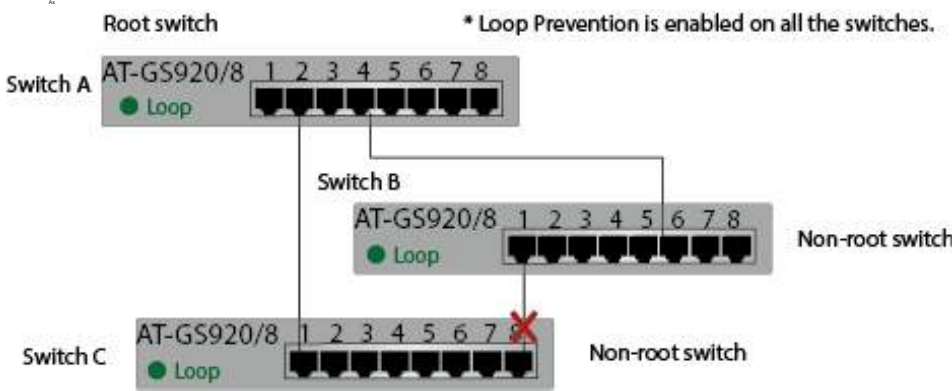 Root switch
* Loop Prevention is enabled on all the switches.
Switch A
AT-GS920/8 1 2 3 4 5 6 7 8
Loop
Switch B
AT-GS920/8 1 2 3 4 5 6 7 8
Loop
Non-root switch
Switch C
AT-GS920/8 1 2 3 4 5 6 7 8
Loop
Non-root switch